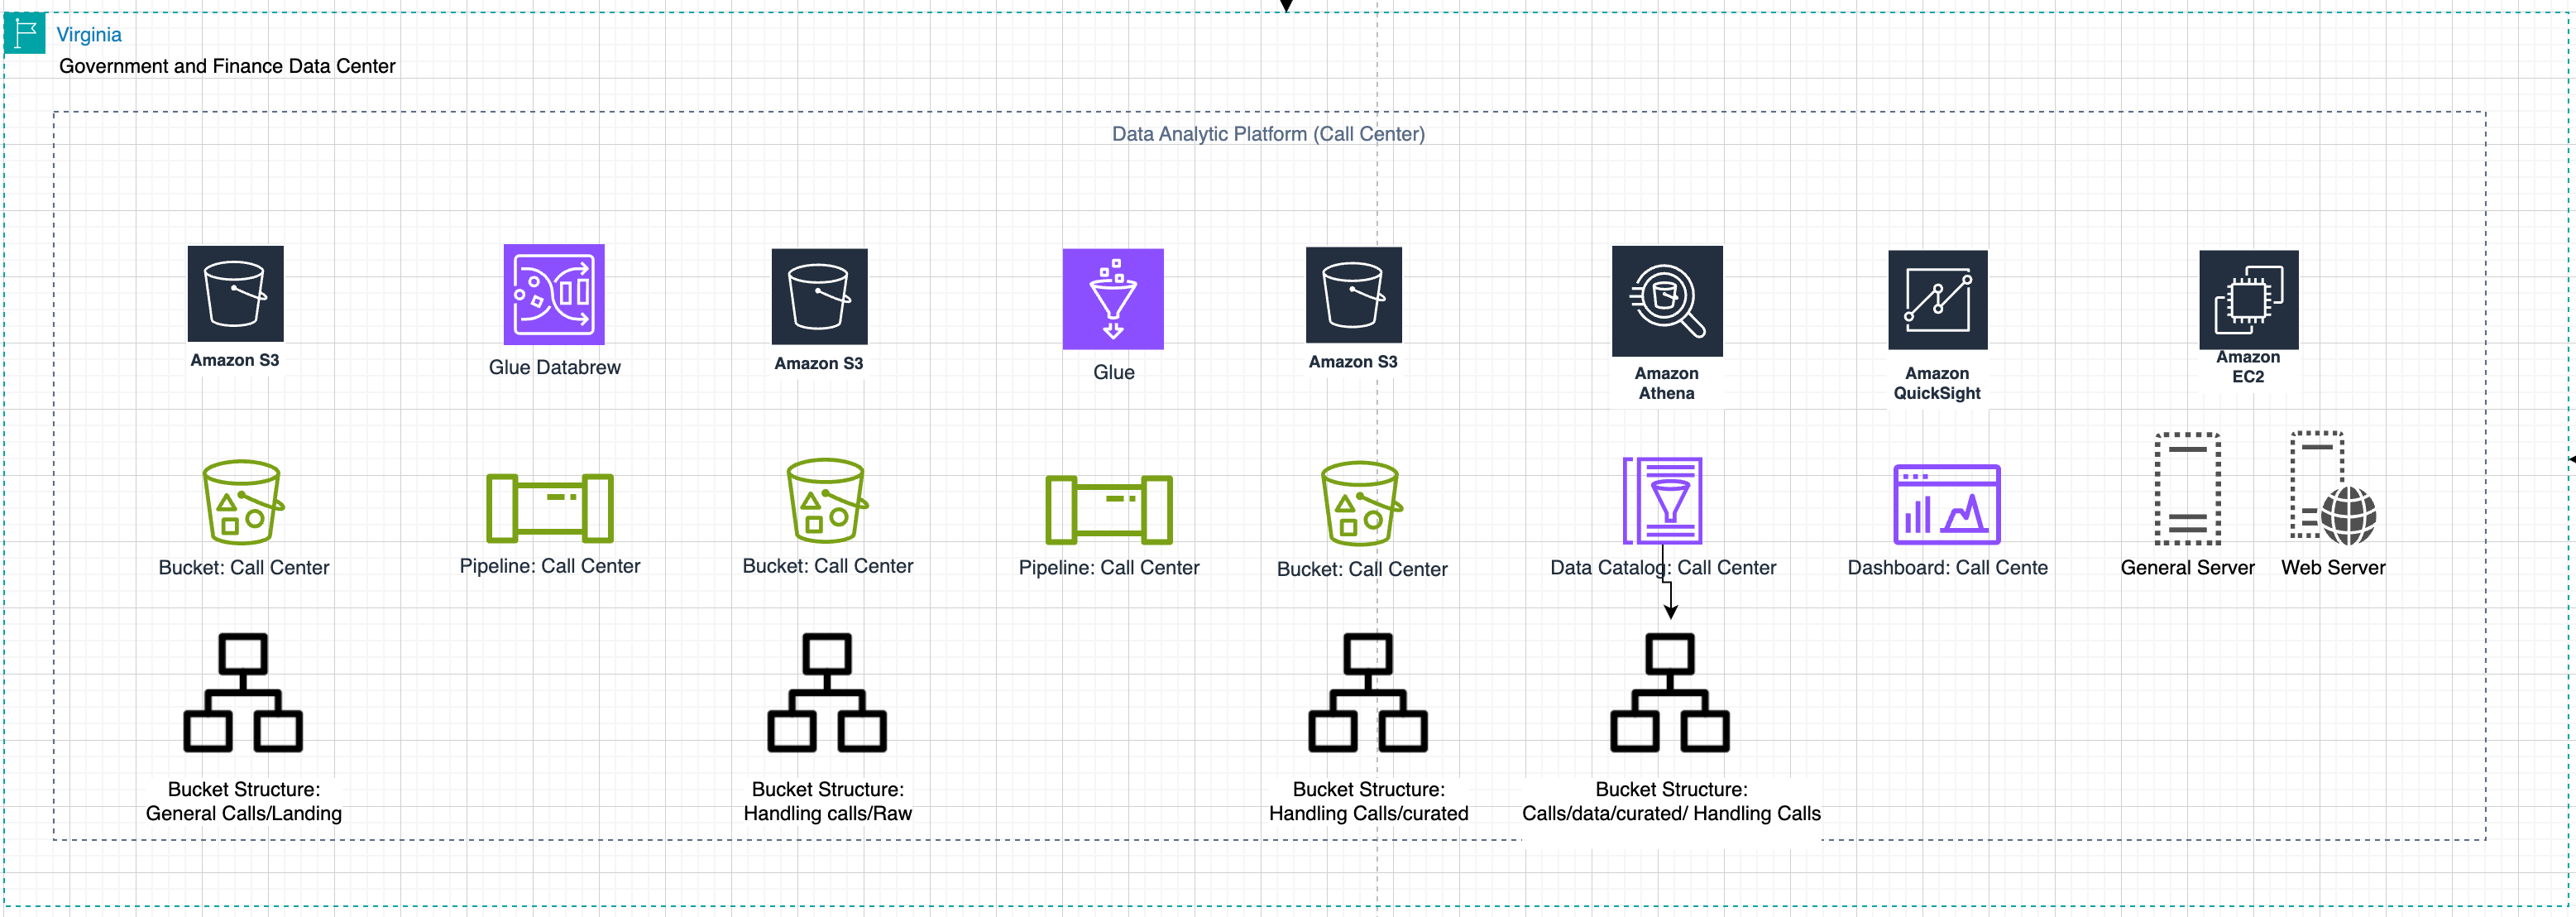 Virginia
Government and Finance Data Center
Data Analytic Platform (Call Center)
Amazon S3
Glue Databrew
Amazon S3
Glue
Amazon S3
Amazon
Athena
Amazon
QuickSight
Amazon
EC2
Bucket: Call Center
Pipeline: Call Center
Bucket: Call Center
Pipeline: Call Center
Bucket: Call Center
Data Catalog: Call Center
Dashboard: Call Cente
General Server
Web Server
Bucket Structure:
General Calls/Landing
Bucket Structure:
Handling calls/Raw
Bucket Structure:
Handling Calls/curated
Bucket Structure:
Calls/data/curated/ Handling Calls